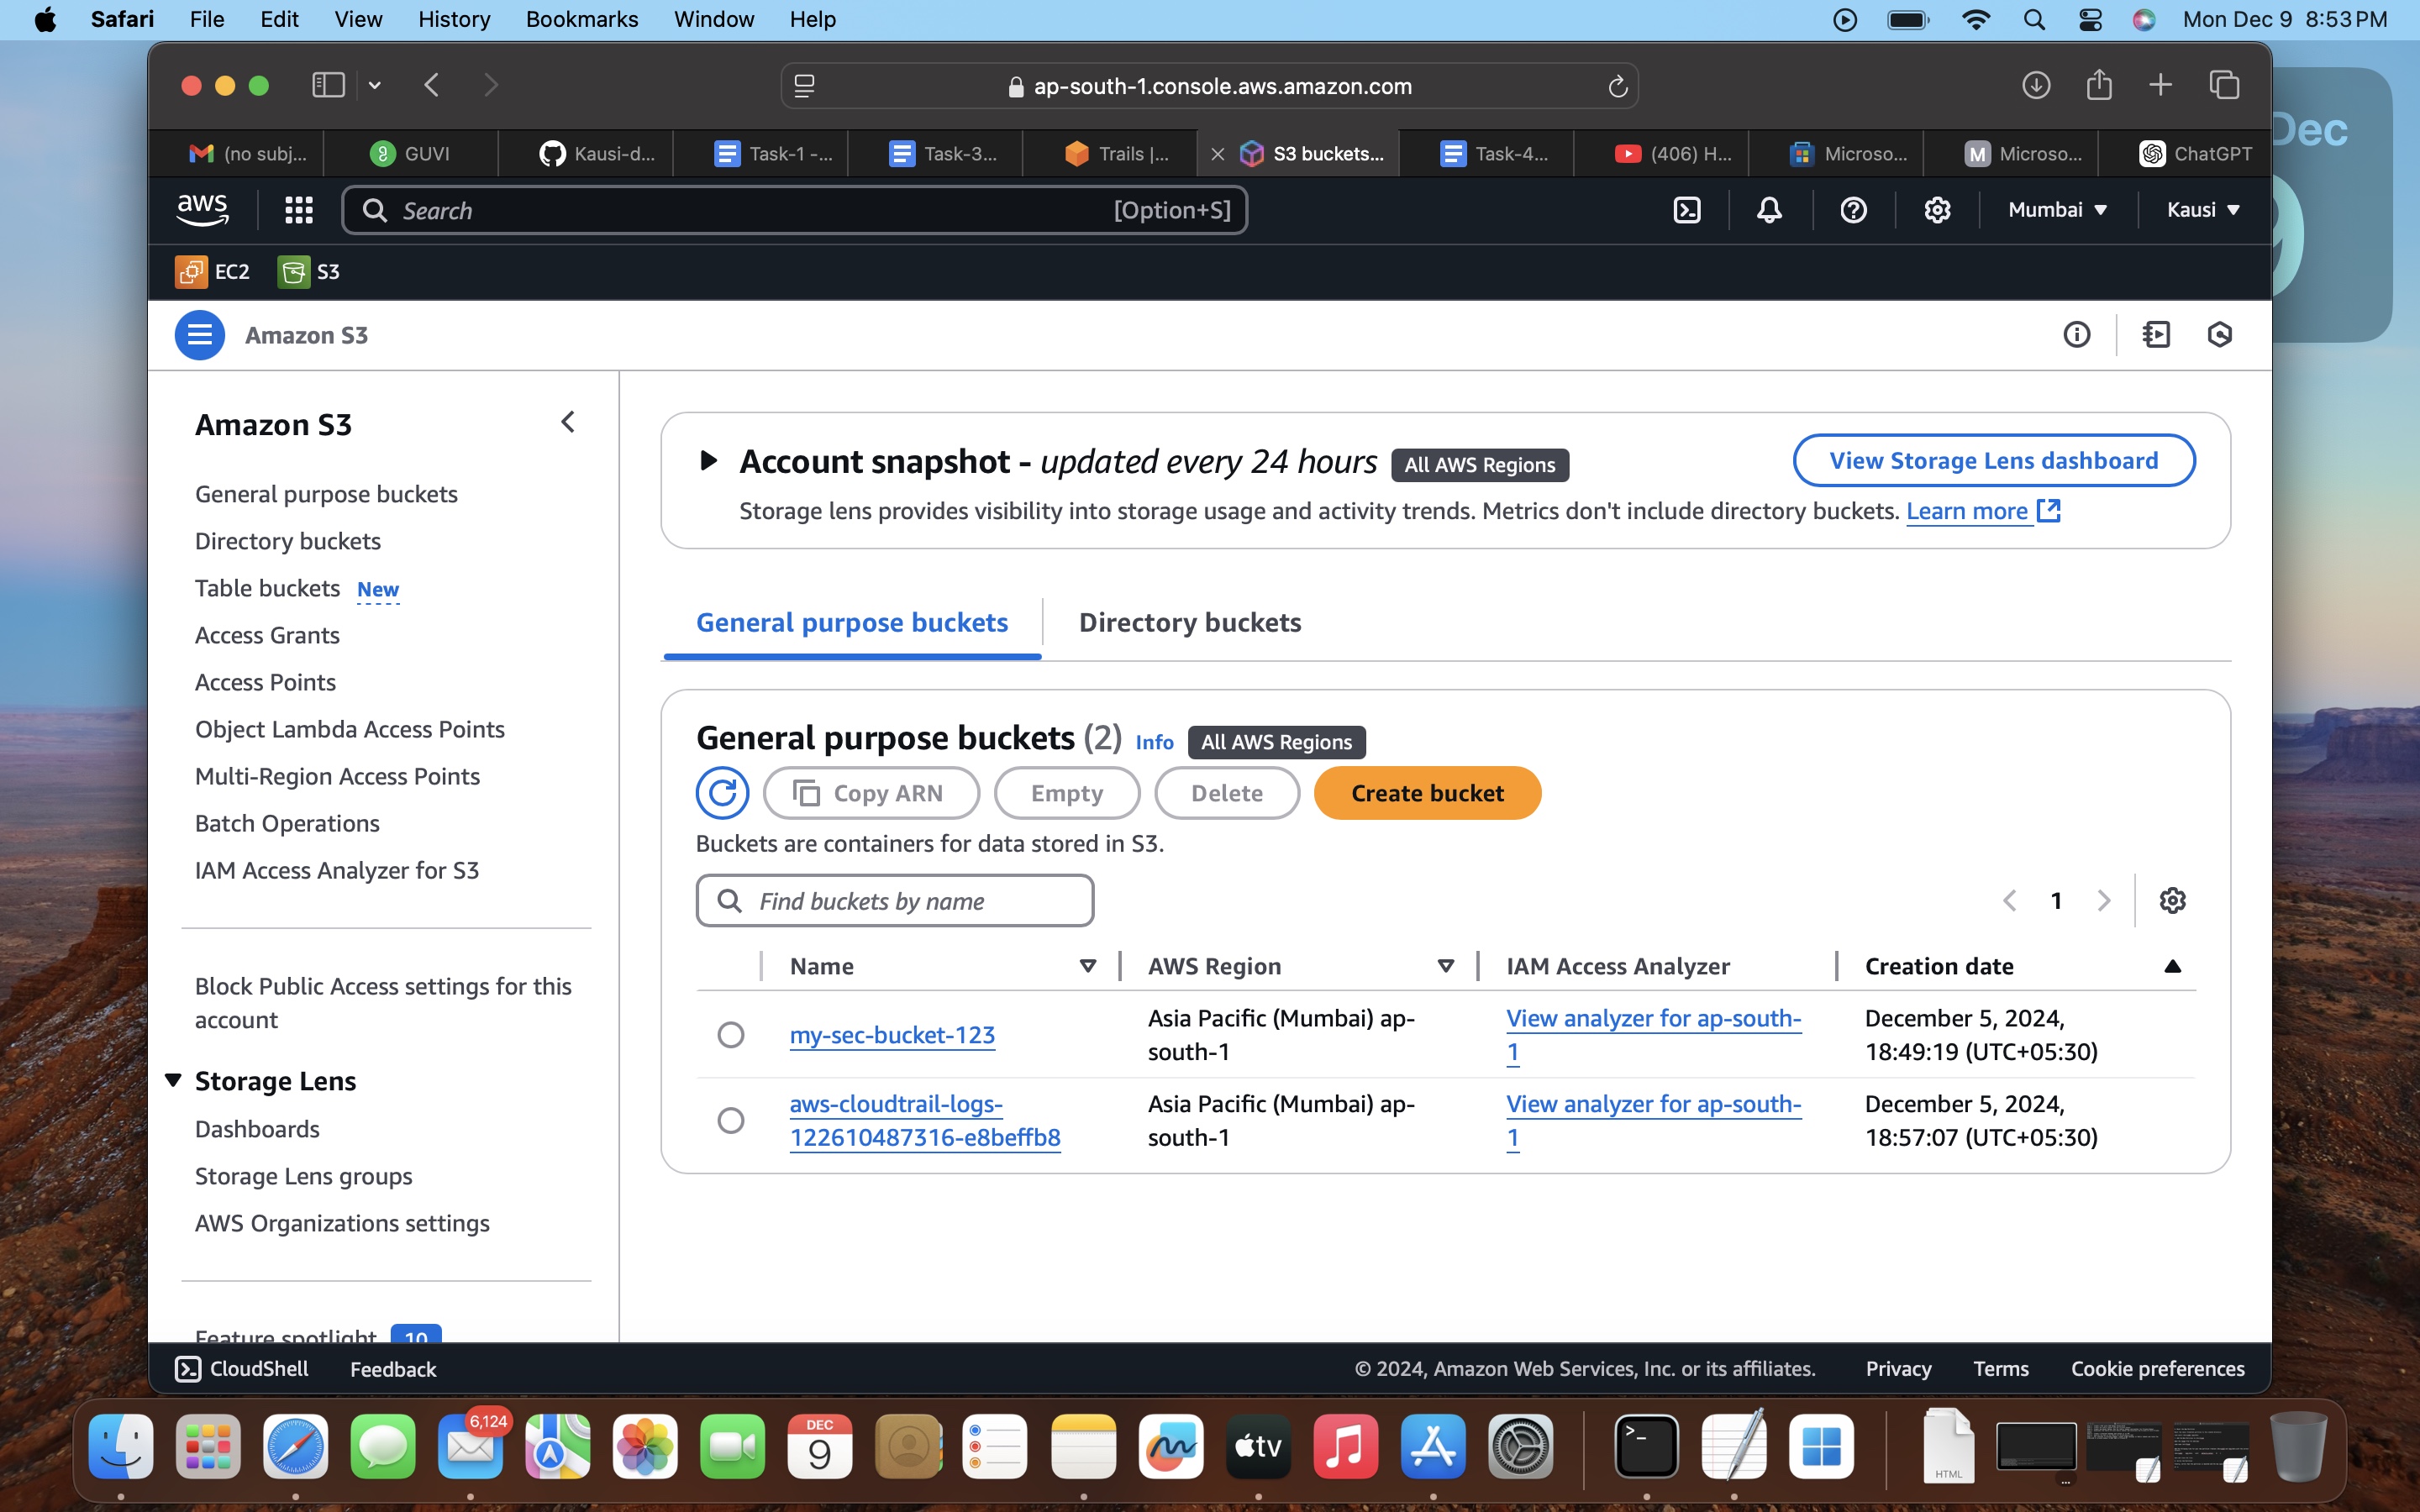 Safari File Edit View History Bookmarks Window Help Mon Dec 9 8:53 PM
ap-south-1.console.aws.amazon.com
Dec
(no subj... GUVI Kausi-d... Task-1 -... Task-3... Trails |... S3 buckets... Task-4... (406) H... Microso... M Microso... ChatGPT
aws Search [Option+S] Mumbai Kausi
EC2 S3
Amazon S3
Amazon S3
General purpose buckets
Directory buckets
Table buckets New
Access Grants
Access Points
Object Lambda Access Points
Multi-Region Access Points
Batch Operations
IAM Access Analyzer for S3
Block Public Access settings for this
account
Storage Lens
Dashboards
Storage Lens groups
AWS Organizations settings
Feature spotlight 10
Account snapshot - updated every 24 hours All AWS Regions View Storage Lens dashboard
Storage lens provides visibility into storage usage and activity trends. Metrics don't include directory buckets. Learn more
General purpose buckets Directory buckets
General purpose buckets (2) Info All AWS Regions
Copy ARN Empty Delete Create bucket
Buckets are containers for data stored in S3.
Find buckets by name 1
Name AWS Region IAM Access Analyzer Creation date
my-sec-bucket-123 Asia Pacific (Mumbai) ap-south-1 View analyzer for ap-south-1 December 5, 2024, 18:49:19 (UTC+05:30)
aws-cloudtrail-logs-122610487316-e8beffb8 Asia Pacific (Mumbai) ap-south-1 View analyzer for ap-south-1 December 5, 2024, 18:57:07 (UTC+05:30)
CloudShell Feedback © 2024, Amazon Web Services, Inc. or its affiliates. Privacy Terms Cookie preferences
6,124
DEC
9
tv
HTML